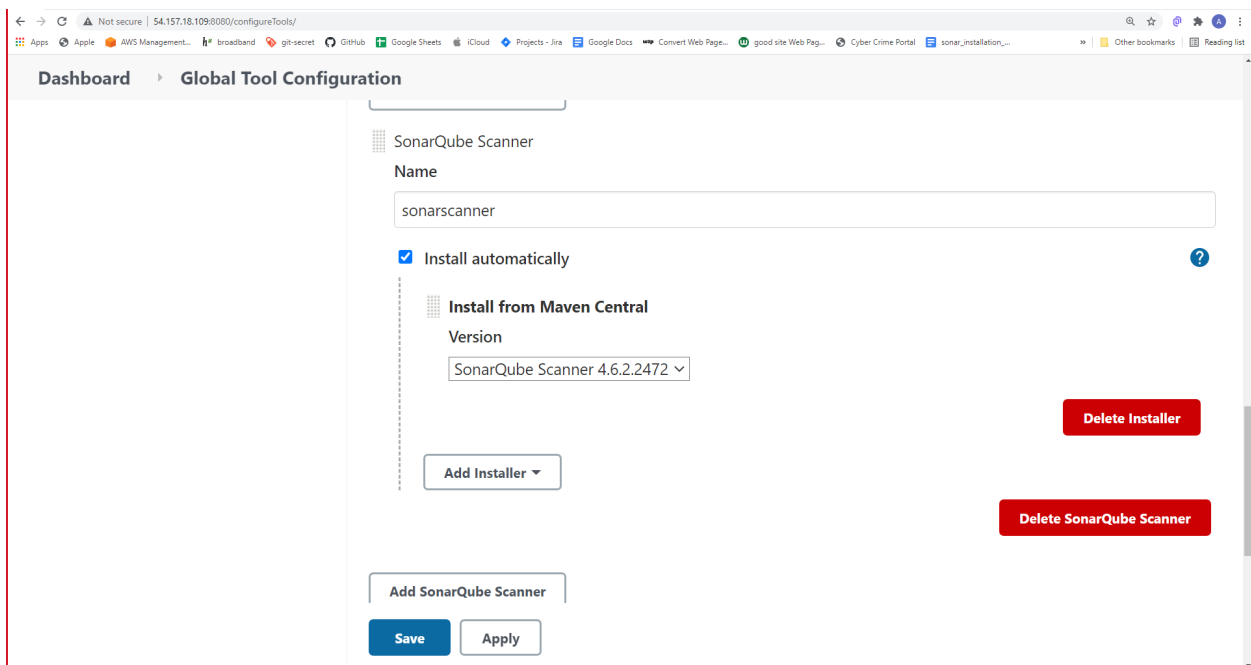 Not secure | 54.157.18.109:8080/configureTools/
A
Apps Apple AWS Management... h# broadband git-secret GitHub Google Sheets iCloud Projects - Jira Google Docs Convert Web Page... good site Web Pag... Cyber Crime Portal sonar_installation_... » Other bookmarks Reading list
Dashboard Global Tool Configuration
SonarQube Scanner
Name
sonarscanner
Install automatically
?
Install from Maven Central
Version
SonarQube Scanner 4.6.2.2472
Delete Installer
Add Installer
Delete SonarQube Scanner
Add SonarQube Scanner
Save Apply